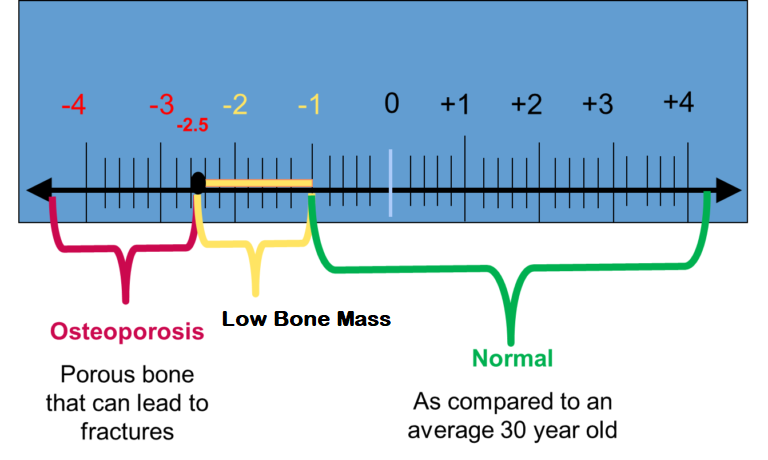 -4 -3 -2 -1 0 +1 +2 +3 +4
-2.5
Low Bone Mass
Osteoporosis
Porous bone
that can lead to
fractures
Normal
As compared to an
average 30 year old